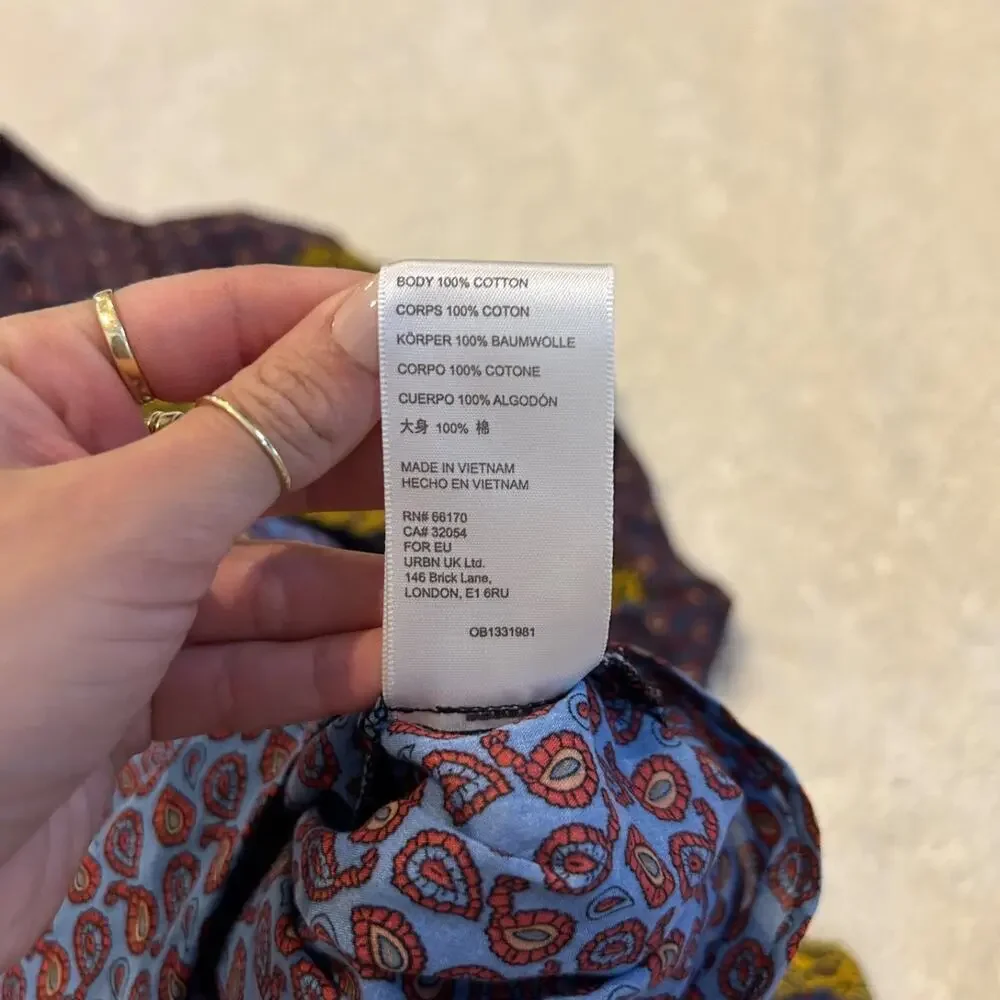 BODY 100% COTTON
CORPS 100% COTON
KÖRPER 100% BAUMWOLLE
CORPO 100% COTONE
CUERPO 100% ALGODÓN
大身 100% 棉
MADE IN VIETNAM
HECHO EN VIETNAM
RN# 66170
CA# 32054
FOR EU
URBN UK Ltd.
146 Brick Lane,
LONDON, E1 6RU
OB1331981